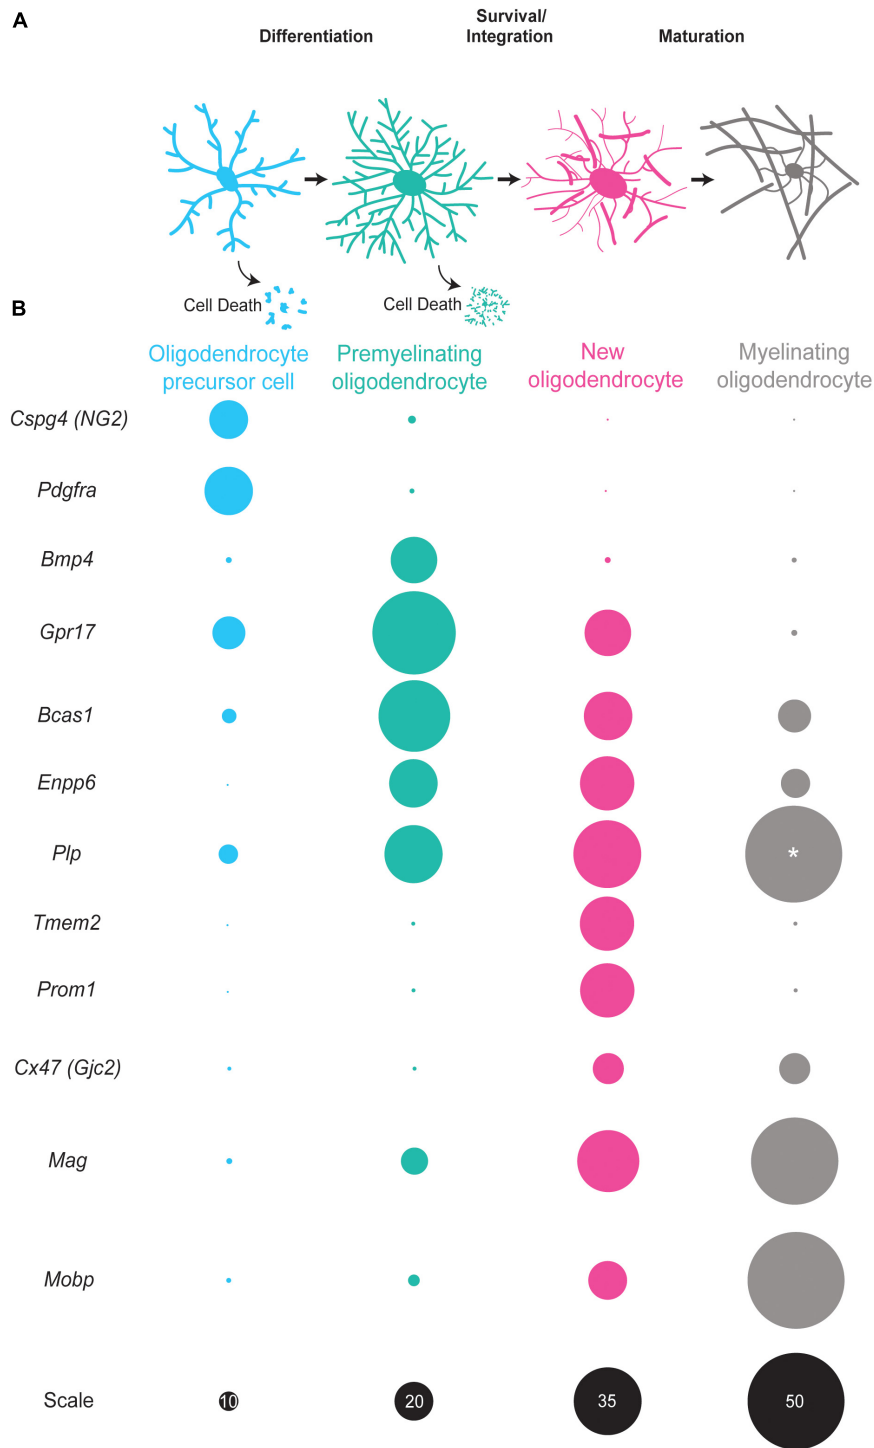 A
Differentiation
Survival/
Integration
Maturation
Cell Death
Cell Death
B
Oligodendrocyte
precursor cell
Premyelinating
oligodendrocyte
New
oligodendrocyte
Myelinating
oligodendrocyte
Cspg4 (NG2)
Pdgfra
Bmp4
Gpr17
Bcas1
Enpp6
Plp
*
Tmem2
Prom1
Cx47 (Gjc2)
Mag
Mobp
Scale 10 20 35 50